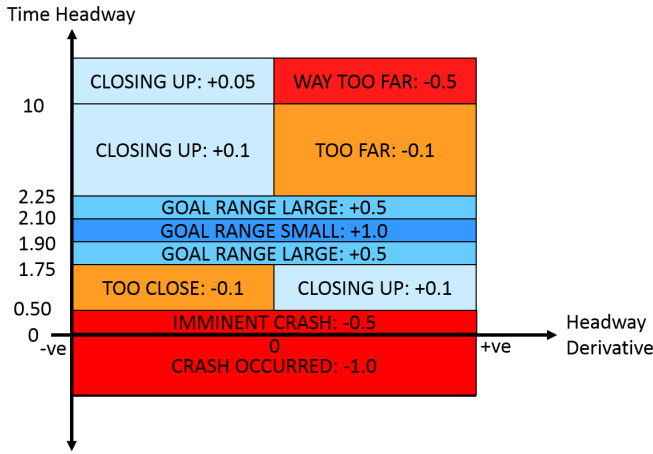 Time Headway
CLOSING UP: +0.05
WAY TOO FAR: -0.5
10
CLOSING UP: +0.1
TOO FAR: -0.1
2.25
GOAL RANGE LARGE: +0.5
2.10
GOAL RANGE SMALL: +1.0
1.90
GOAL RANGE LARGE: +0.5
1.75
TOO CLOSE: -0.1
CLOSING UP: +0.1
0.50
IMMINENT CRASH: -0.5
0
Headway
Derivative
-ve
0
+ve
CRASH OCCURRED: -1.0